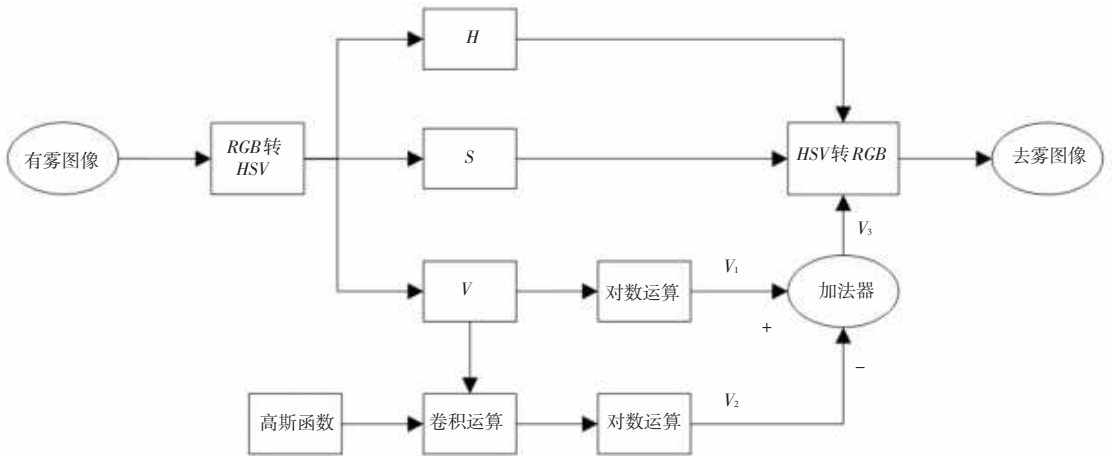 H
有雾图像
RGB转
HSV
S
HSV转RGB
去雾图像
V₃
V
对数运算
V₁
加法器
+
−
高斯函数
卷积运算
对数运算
V₂